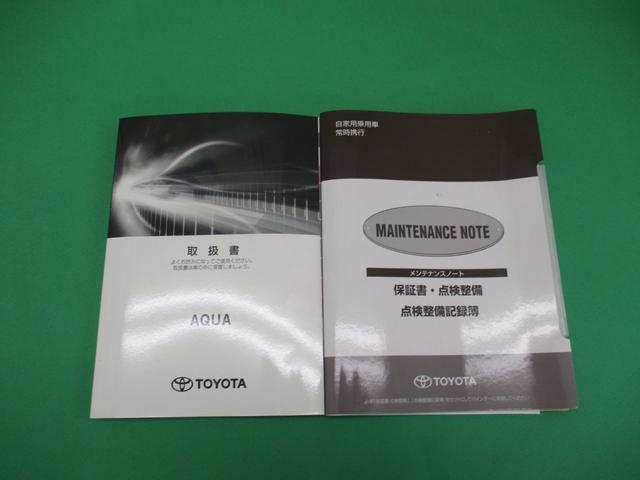 取扱書
よくお読みになってご使用ください。
取扱書は車の中に保管しましょう。
AQUA
TOYOTA
自家用乗用車
常時携行
MAINTENANCE NOTE
メンテナンスノート
保証書・点検整備
点検整備記録簿
TOYOTA